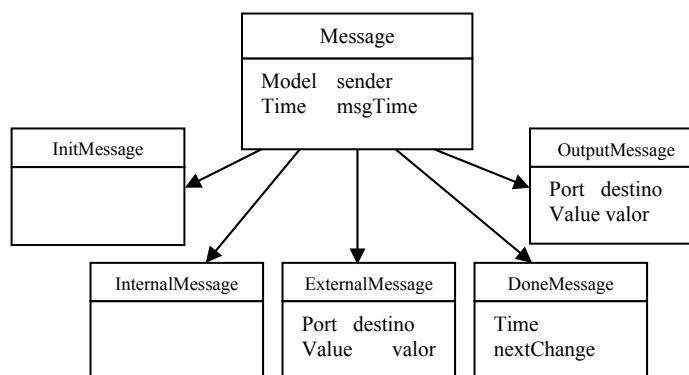 Message
Model sender
Time msgTime
InitMessage
OutputMessage
Port destino
Value valor
InternalMessage
ExternalMessage
Port destino
Value valor
DoneMessage
Time
nextChange